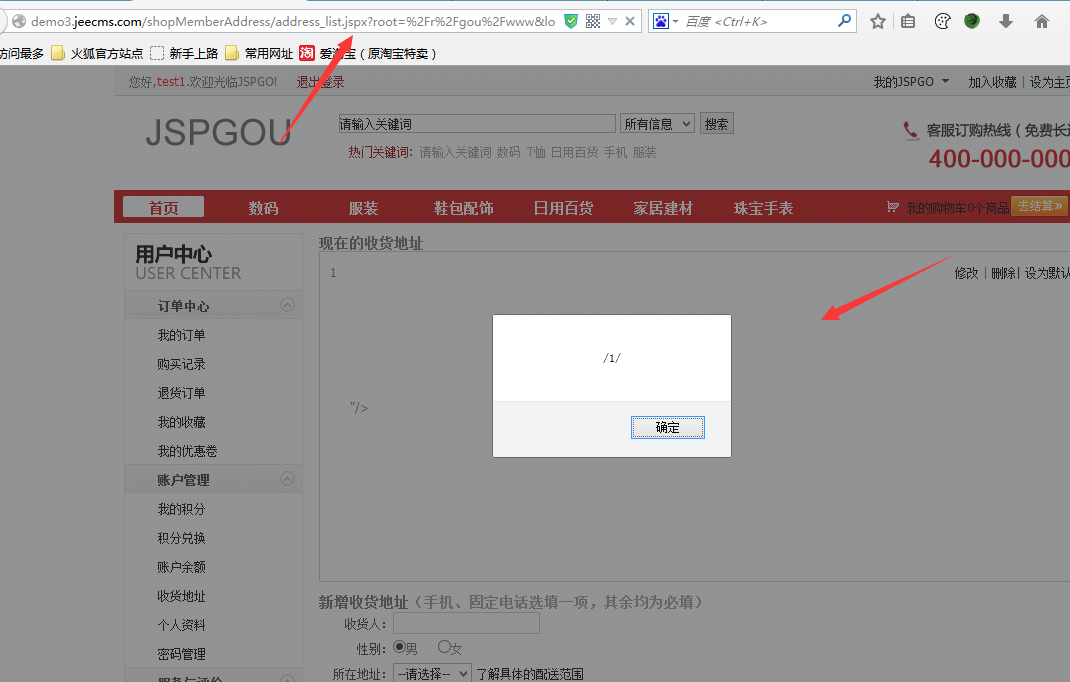 demo3.jeecms.com/shopMemberAddress/address_list.jspx?root=%2Fr%2Fgou%2Fwww&lo
百度 <Ctrl+K>
访问最多 火狐官方站点 新手上路 常用网址 淘 爱淘宝（原淘宝特卖）
您好,test1.欢迎光临JSPGO! 退出登录 我的JSPGO 加入收藏 | 设为主页
JSPGOU
请输入关键词 所有信息 搜索
热门关键词: 请输入关键词 数码 T恤 日用百货 手机 服装
客服订购热线（免费长途
400-000-000
首页 数码 服装 鞋包配饰 日用百货 家居建材 珠宝手表 我的购物车0个商品 去结算»
用户中心
USER CENTER
订单中心
我的订单
购买记录
退货订单
我的收藏
我的优惠卷
账户管理
我的积分
积分兑换
账户余额
收货地址
个人资料
密码管理
服务与评价
现在的收货地址
1 修改 | 删除| 设为默认
"/>
/1/
确定
新增收货地址（手机、固定电话选填一项，其余均为必填）
收货人:
性别: 男 女
所在地址: --请选择-- 了解具体的配送范围